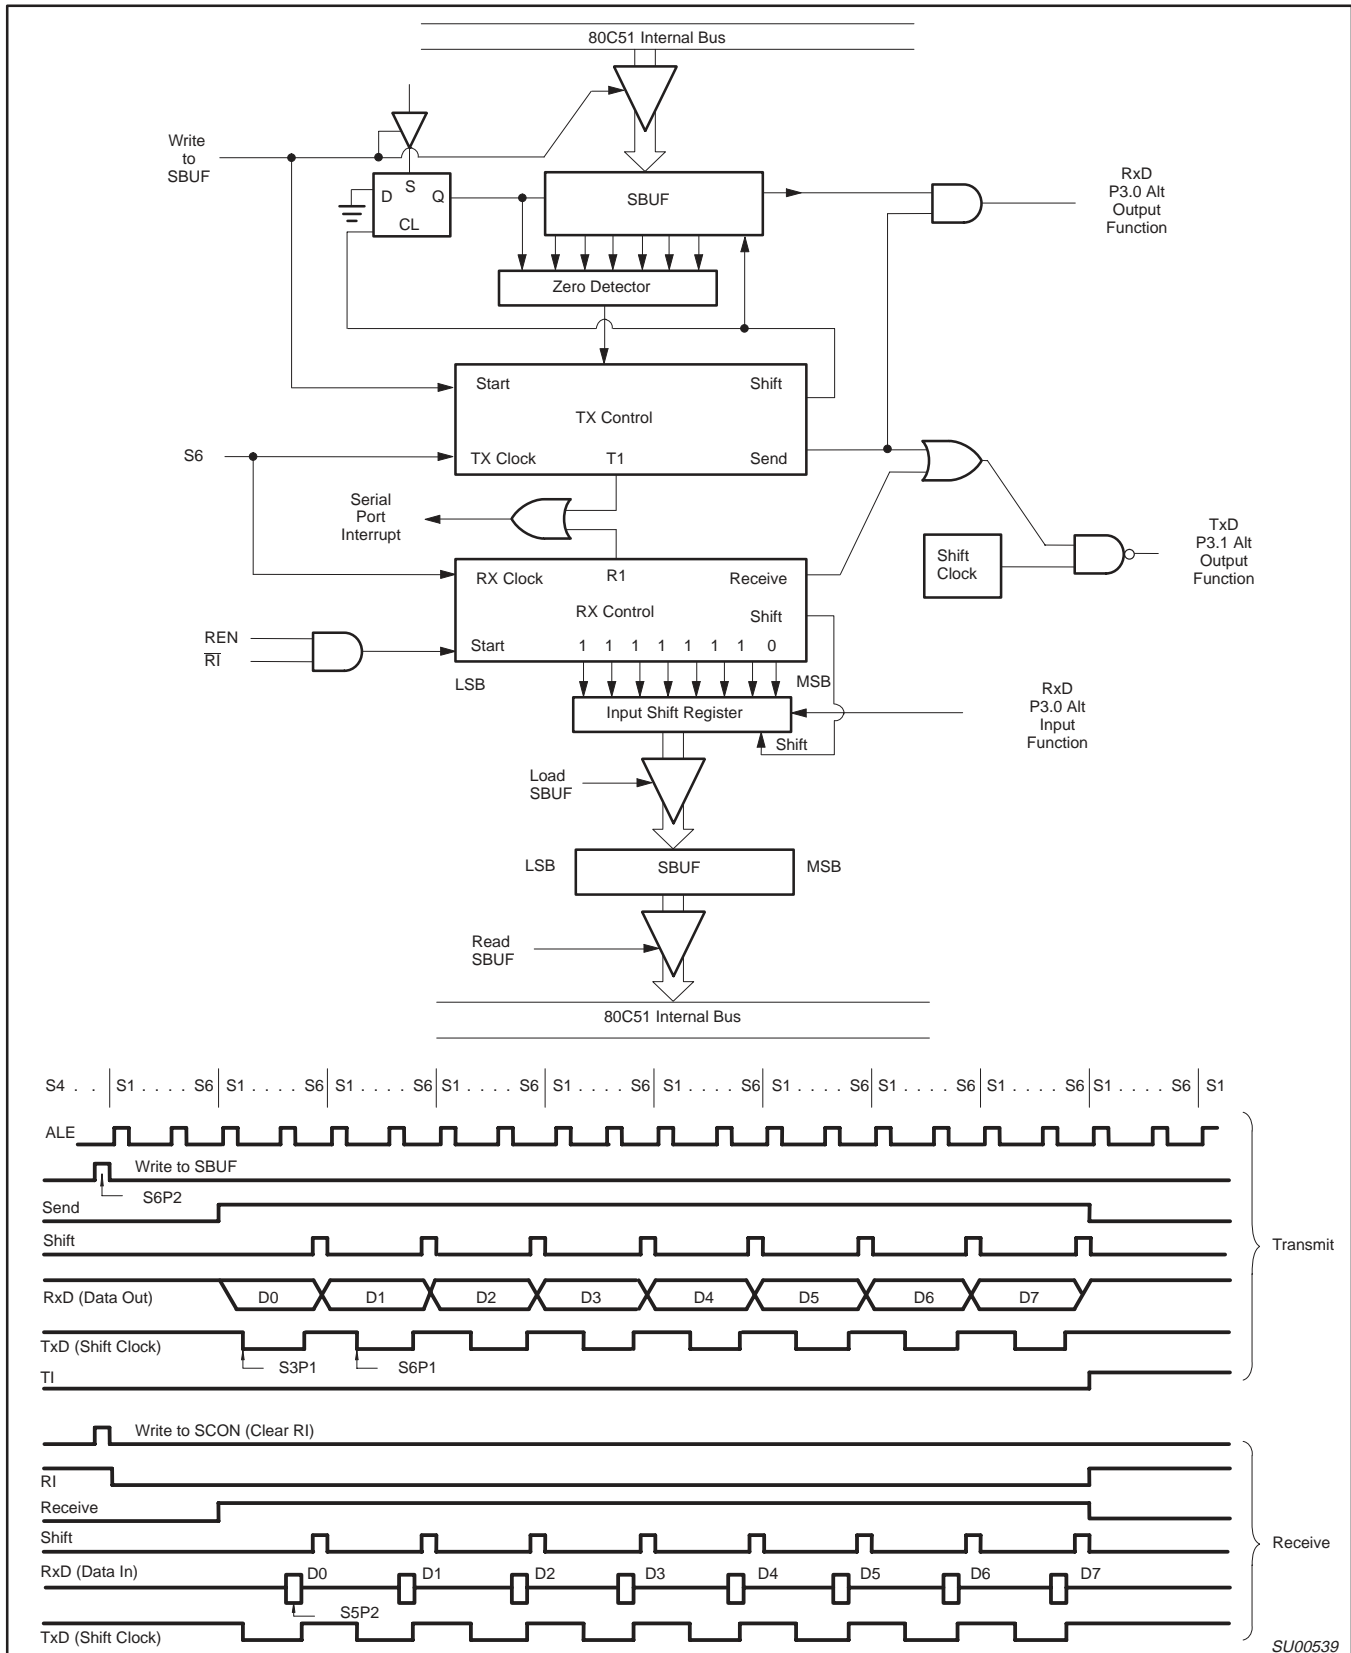 80C51 Internal Bus
Write
to
SBUF
D
S
Q
CL
SBUF
RxD
P3.0 Alt
Output
Function
Zero Detector
Start
Shift
TX Control
S6
TX Clock
T1
Send
Serial
Port
Interrupt
Shift
Clock
TxD
P3.1 Alt
Output
Function
RX Clock
R1
Receive
RX Control
Shift
REN
RI
Start
1 1 1 1 1 1 1 0
LSB
MSB
Input Shift Register
RxD
P3.0 Alt
Input
Function
Shift
Load
SBUF
LSB
SBUF
MSB
Read
SBUF
80C51 Internal Bus
S4 . . S1 . . . . S6 S1 . . . . S6 S1 . . . . S6 S1 . . . . S6 S1 . . . . S6 S1 . . . . S6 S1 . . . . S6 S1 . . . . S6 S1 . . . . S6 S1 . . . . S6 S1
ALE
Write to SBUF
S6P2
Send
Shift
Transmit
RxD (Data Out)
D0 D1 D2 D3 D4 D5 D6 D7
TxD (Shift Clock)
S3P1
S6P1
TI
Write to SCON (Clear RI)
RI
Receive
Shift
Receive
RxD (Data In)
D0 D1 D2 D3 D4 D5 D6 D7
S5P2
TxD (Shift Clock)
SU00539